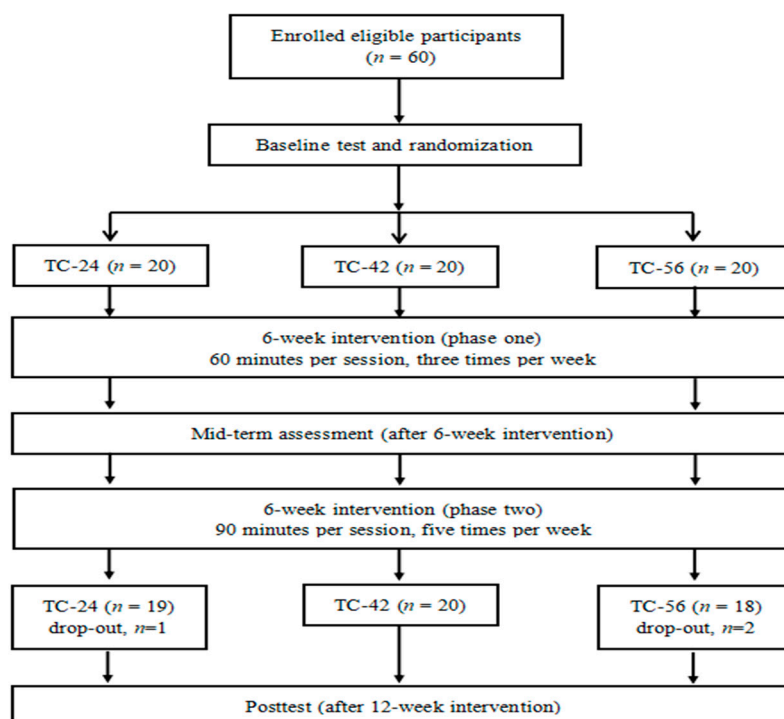 Enrolled eligible participants
(n = 60)
Baseline test and randomization
TC-24 (n = 20)
TC-42 (n = 20)
TC-56 (n = 20)
6-week intervention (phase one)
60 minutes per session, three times per week
Mid-term assessment (after 6-week intervention)
6-week intervention (phase two)
90 minutes per session, five times per week
TC-24 (n = 19)
drop-out, n=1
TC-42 (n = 20)
TC-56 (n = 18)
drop-out, n=2
Posttest (after 12-week intervention)